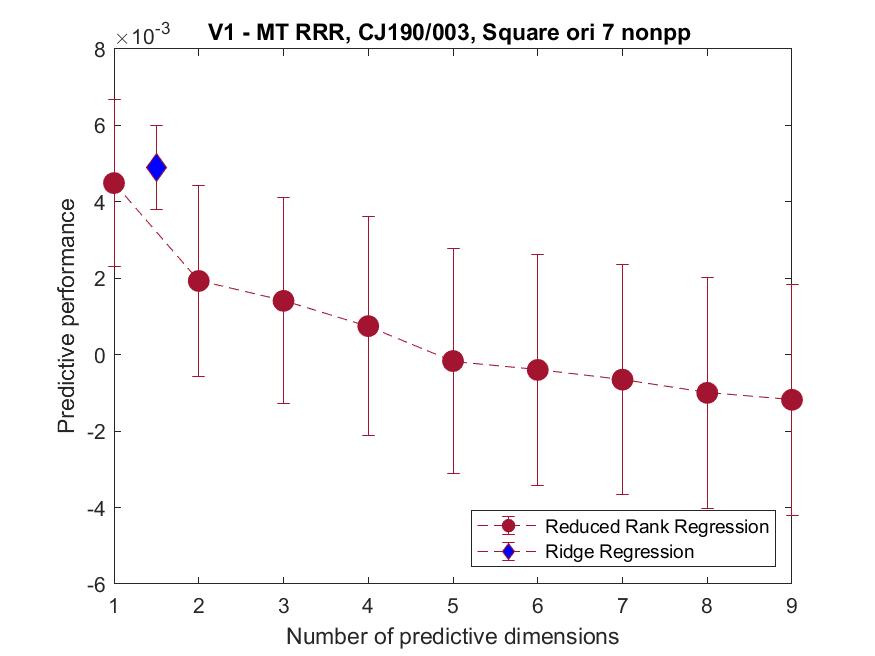 ×10-3
V1 - MT RRR, CJ190/003, Square ori 7 nonpp
8
6
4
2
0
-2
-4
-6
Predictive performance
1 2 3 4 5 6 7 8 9
Number of predictive dimensions
Reduced Rank Regression
Ridge Regression